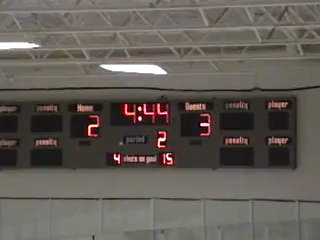 player penalty Home 4:44 Guests penalty player
2 3
period 2
player penalty penalty player
4 shots on goal 15